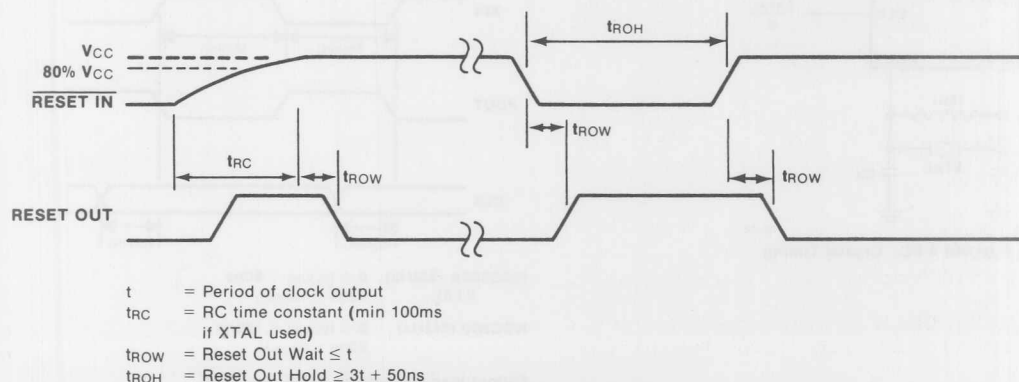 tROH
VCC
80% VCC
RESET IN
tROW
tRC
tROW
tROW
RESET OUT
t = Period of clock output
tRC = RC time constant (min 100ms
if XTAL used)
tROW = Reset Out Wait ≤ t
tROH = Reset Out Hold ≥ 3t + 50ns